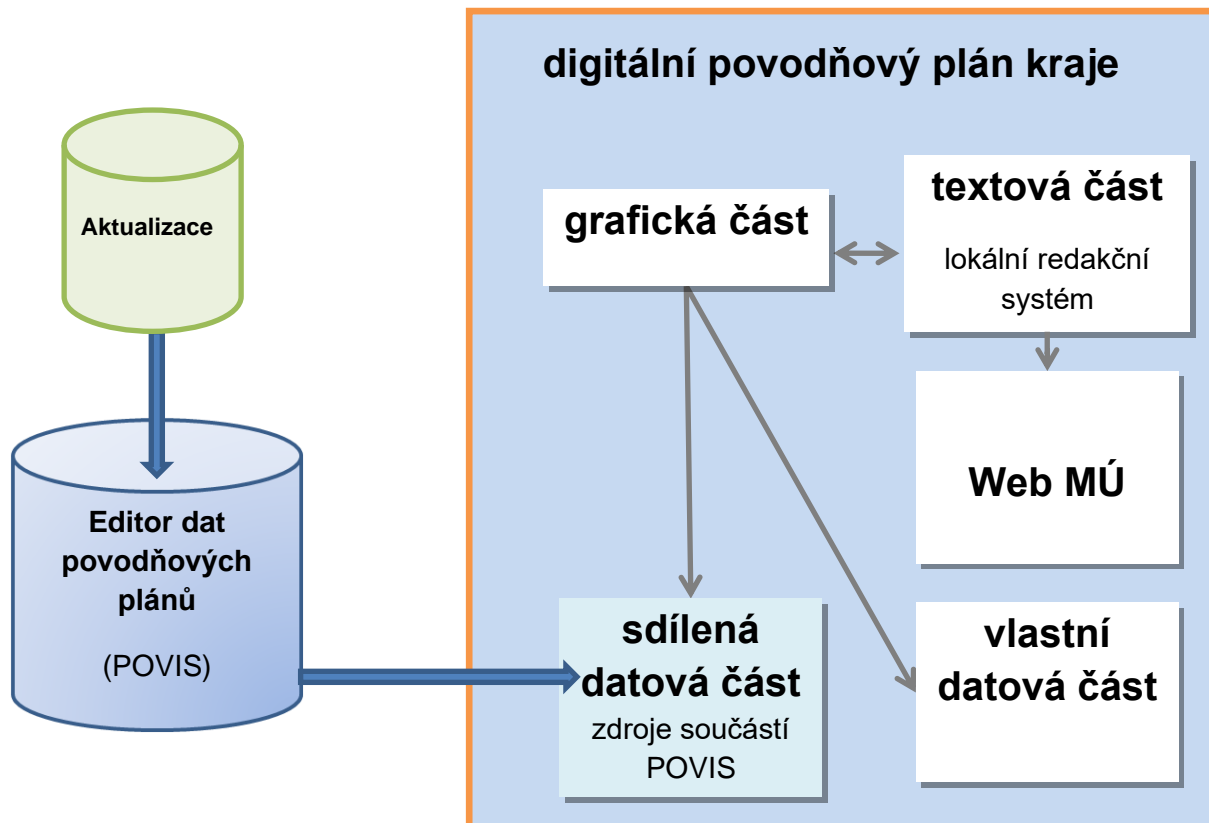 digitální povodňový plán kraje
Aktualizace
grafická část
textová část
lokální redakční
systém
Web MÚ
Editor dat
povodňových
plánů
(POVIS)
sdílená
datová část
zdroje součástí
POVIS
vlastní
datová část